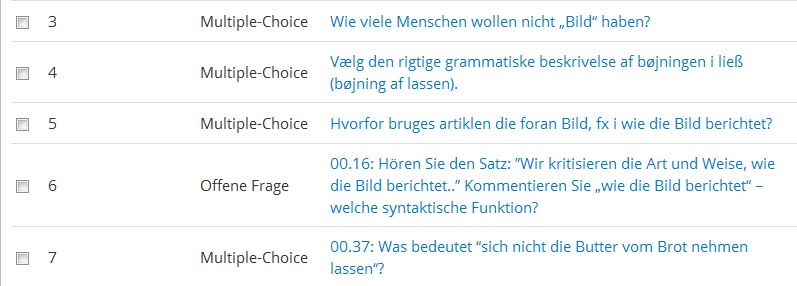 3 Multiple-Choice Wie viele Menschen wollen nicht „Bild“ haben?
4 Multiple-Choice Vælg den rigtige grammatiske beskrivelse af bøjningen i ließ
(bøjning af lassen).
5 Multiple-Choice Hvorfor bruges artiklen die foran Bild, fx i wie die Bild berichtet?
6 Offene Frage 00.16: Hören Sie den Satz: ”Wir kritisieren die Art und Weise, wie
die Bild berichtet..” Kommentieren Sie „wie die Bild berichtet“ –
welche syntaktische Funktion?
7 Multiple-Choice 00.37: Was bedeutet “sich nicht die Butter vom Brot nehmen
lassen“?